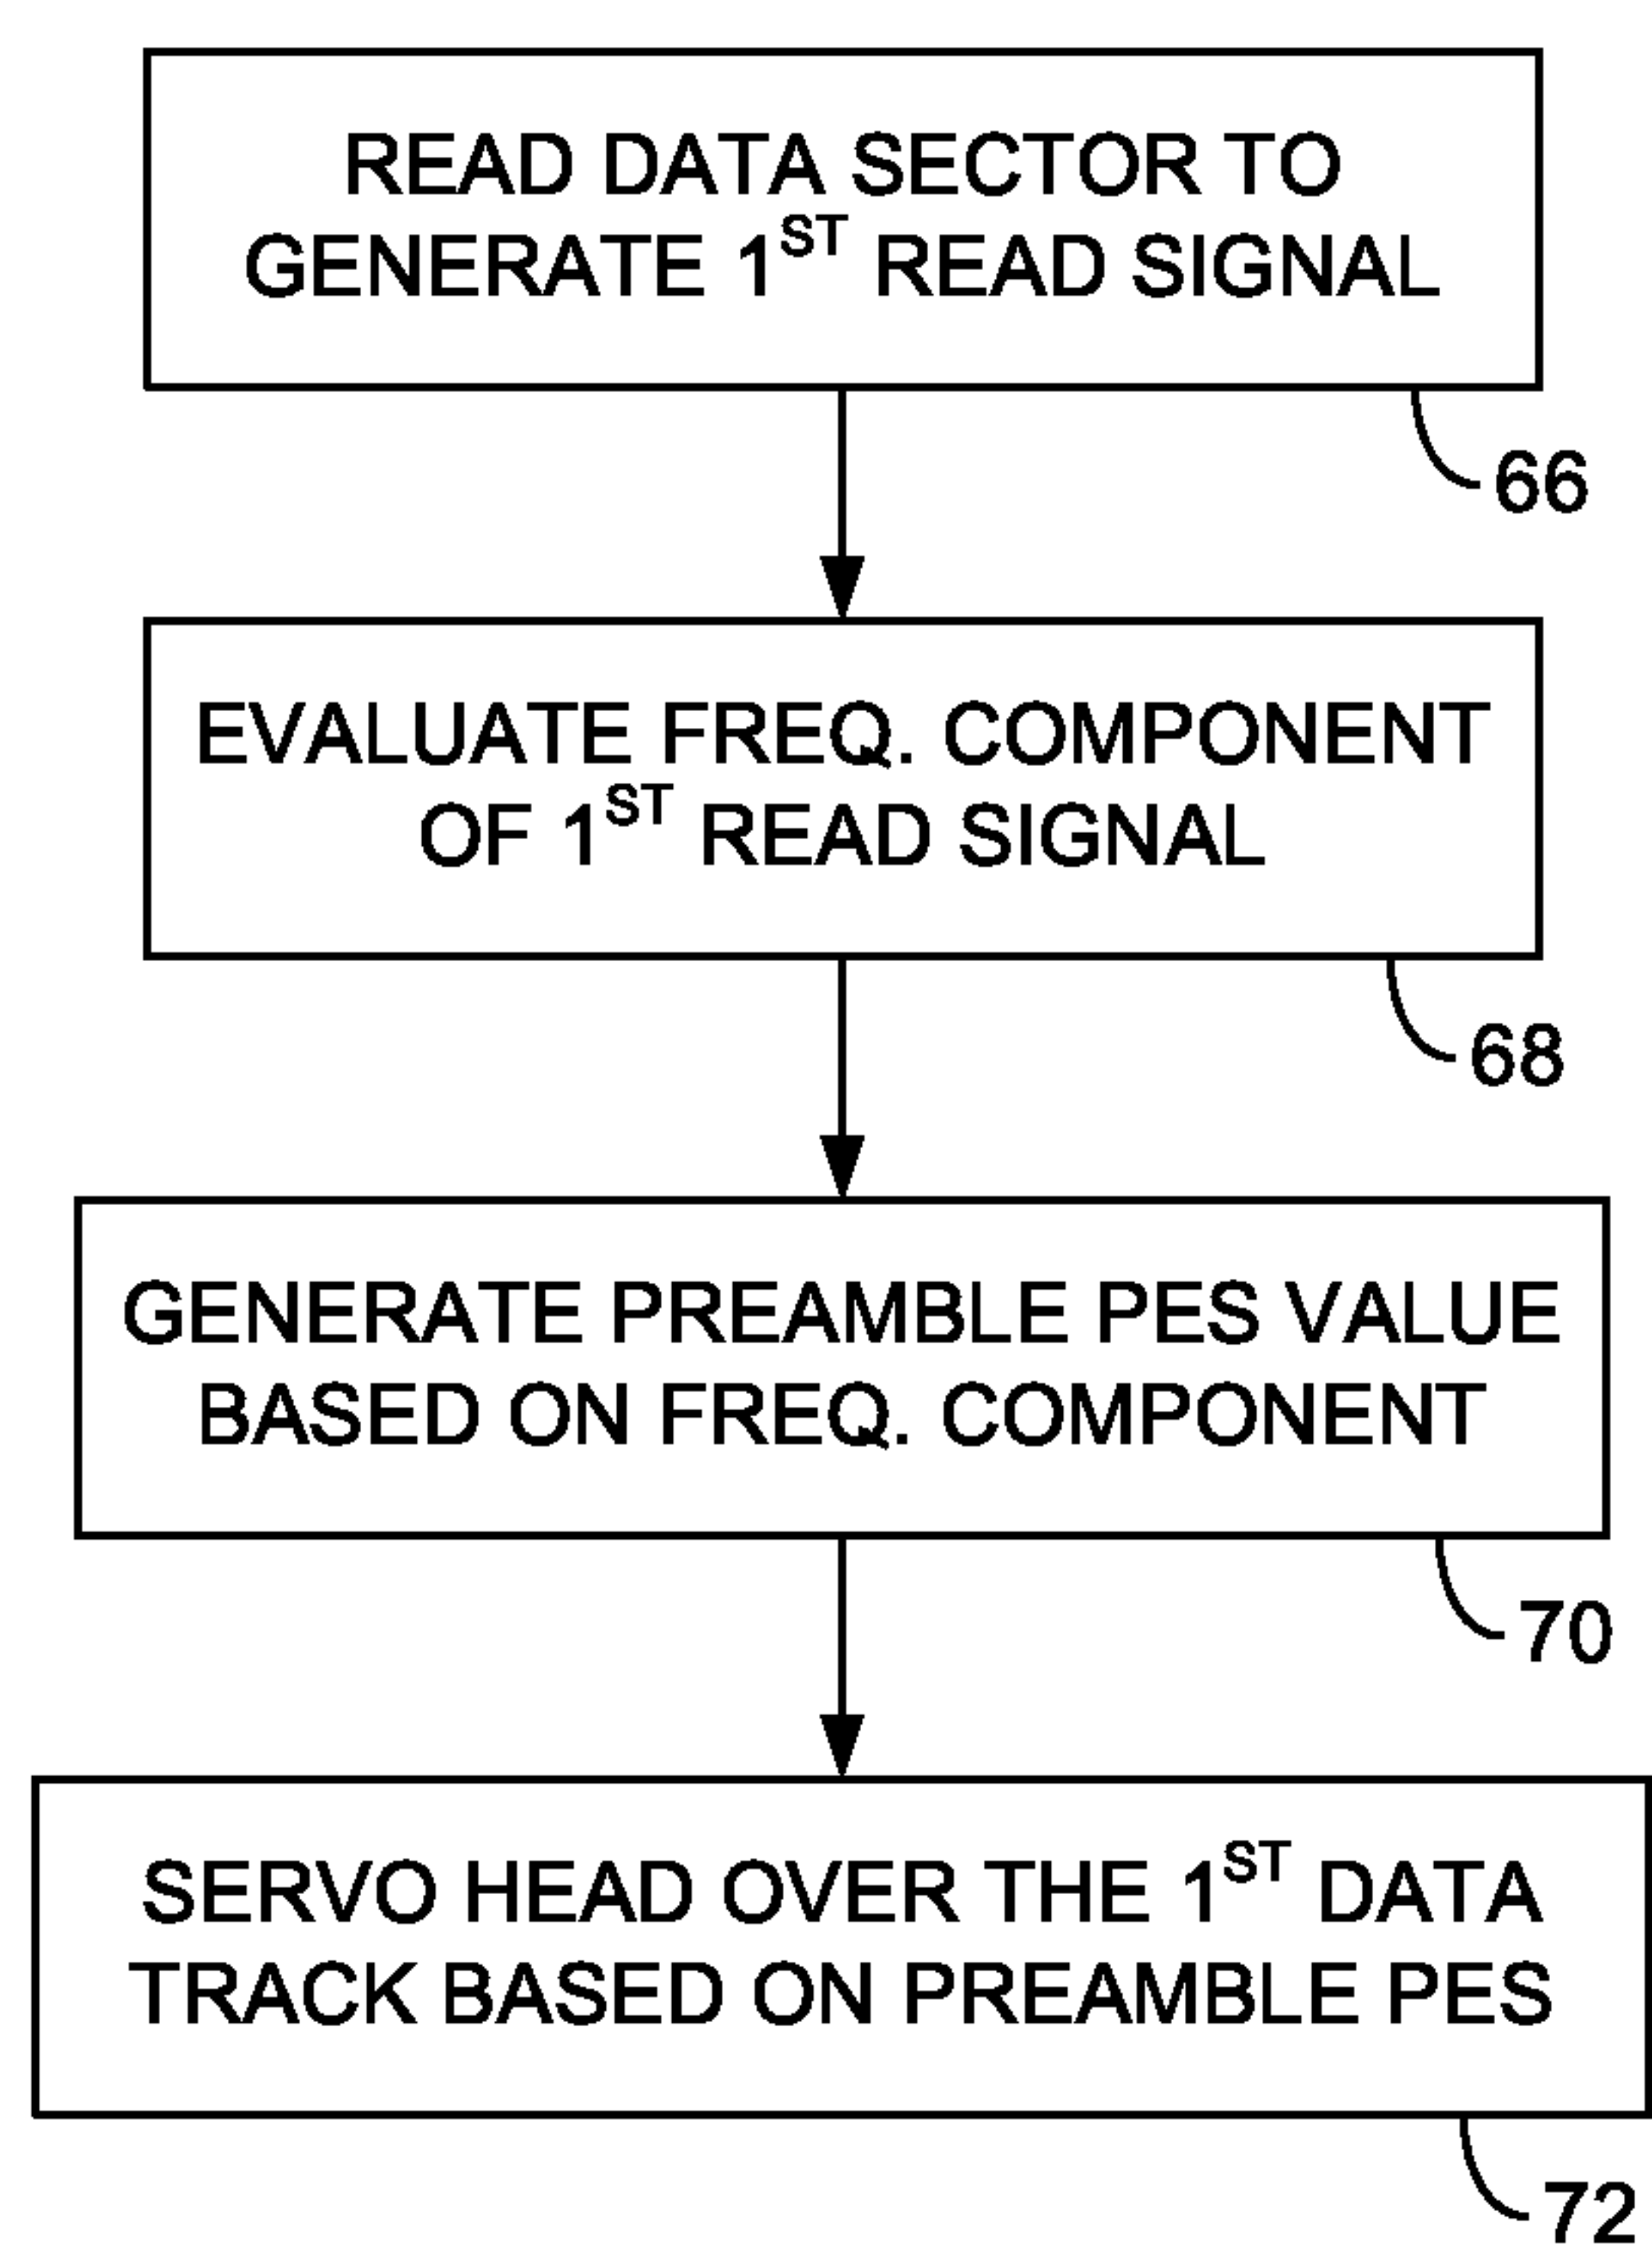 READ DATA SECTOR TO
GENERATE 1ST READ SIGNAL
66
EVALUATE FREQ. COMPONENT
OF 1ST READ SIGNAL
68
GENERATE PREAMBLE PES VALUE
BASED ON FREQ. COMPONENT
70
SERVO HEAD OVER THE 1ST DATA
TRACK BASED ON PREAMBLE PES
72